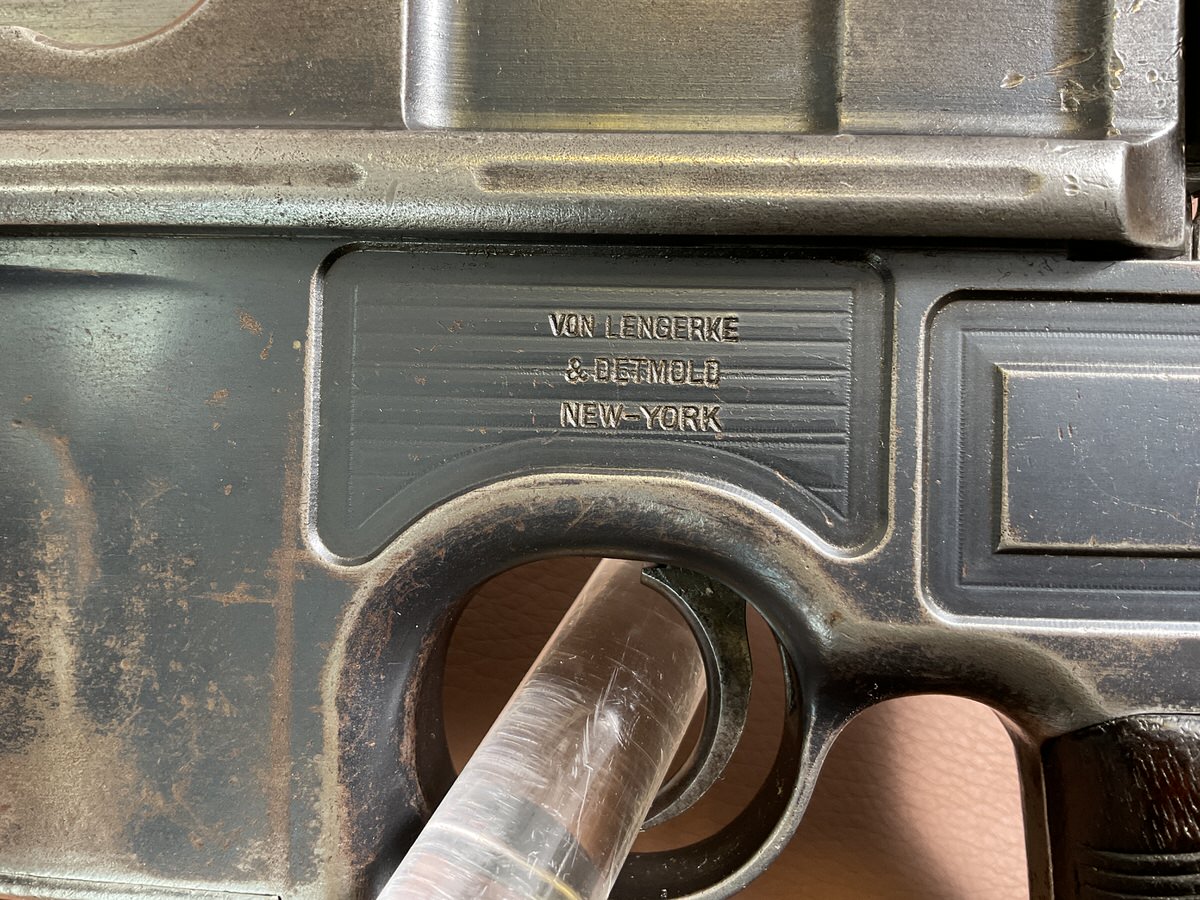 VON LENGERKE
& DETMOLD
NEW-YORK